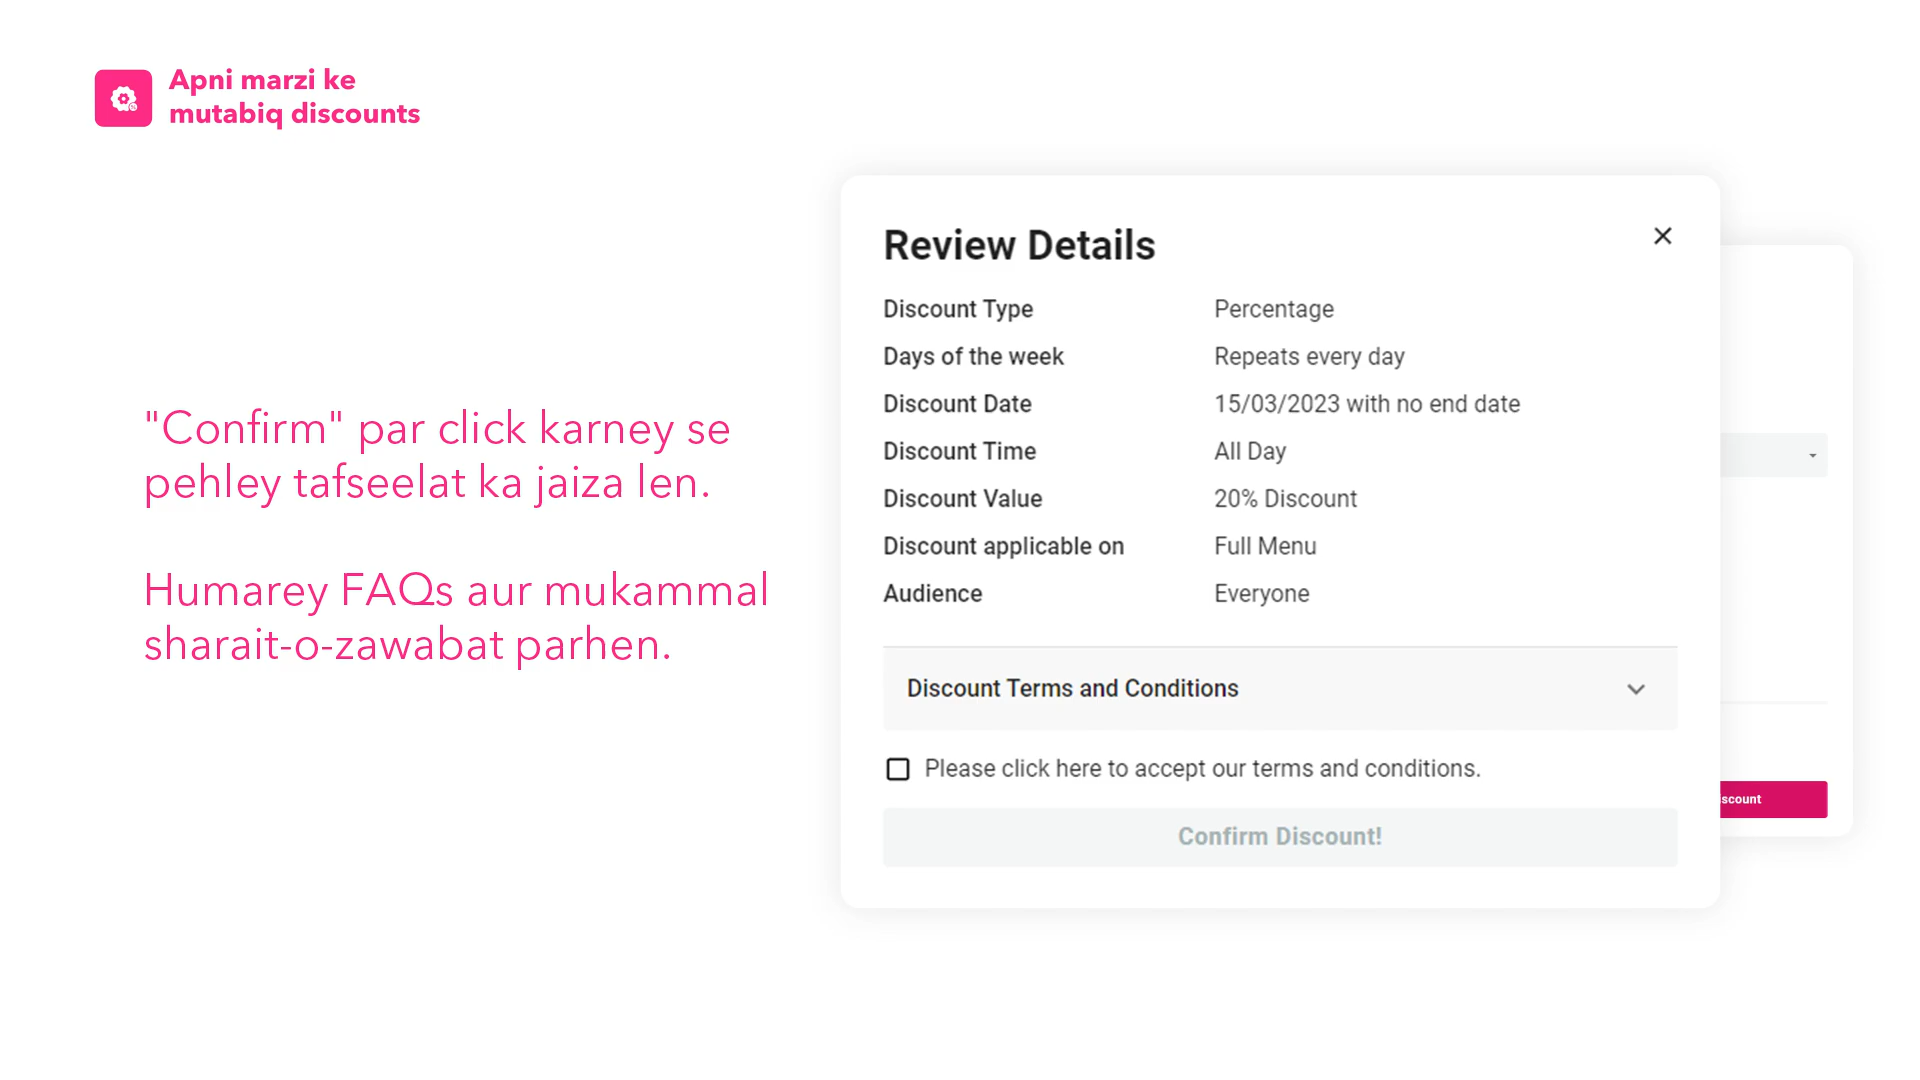 Apni marzi ke
mutabiq discounts
"Confirm" par click karney se
pehley tafseelat ka jaiza len.
Humarey FAQs aur mukammal
sharait-o-zawabat parhen.
Review Details
Discount Type Percentage
Days of the week Repeats every day
Discount Date 15/03/2023 with no end date
Discount Time All Day
Discount Value 20% Discount
Discount applicable on Full Menu
Audience Everyone
Discount Terms and Conditions
Please click here to accept our terms and conditions.
Confirm Discount!